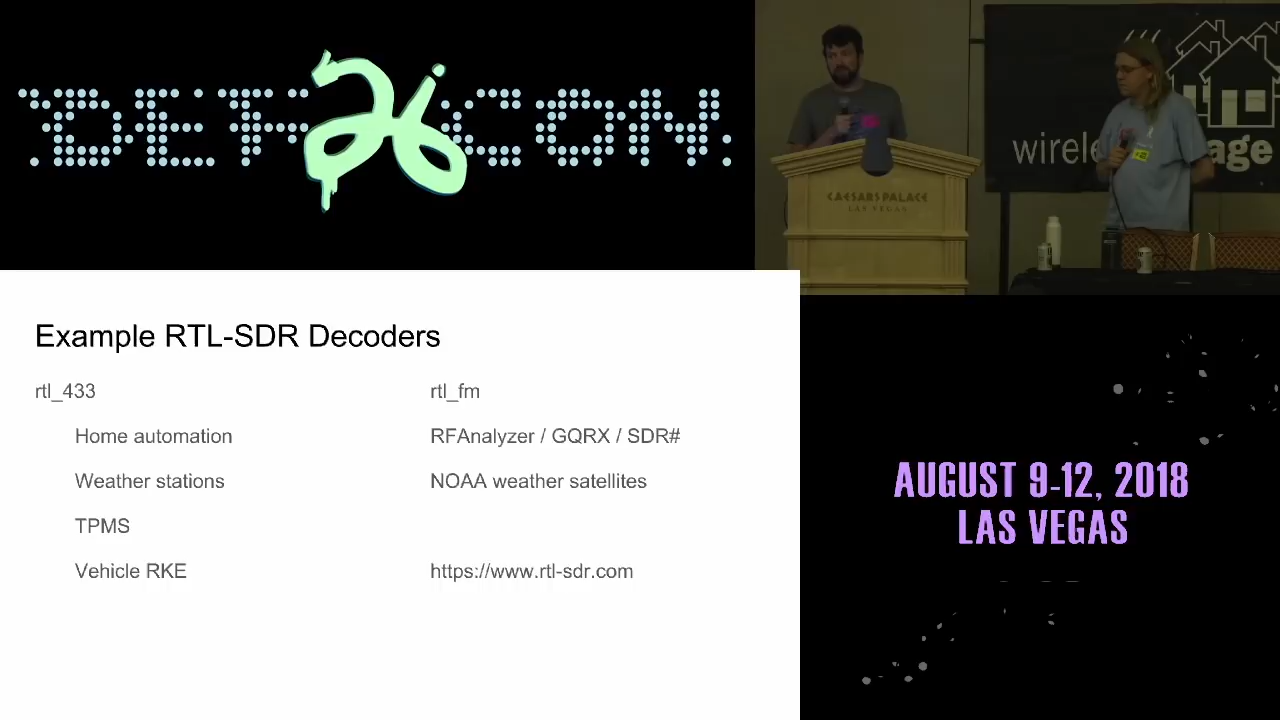 DEF 26 CON
wirele age
CAESARS PALACE
LAS VEGAS
Example RTL-SDR Decoders
rtl_433
Home automation
Weather stations
TPMS
Vehicle RKE
rtl_fm
RFAnalyzer / GQRX / SDR#
NOAA weather satellites
https://www.rtl-sdr.com
AUGUST 9-12, 2018
LAS VEGAS